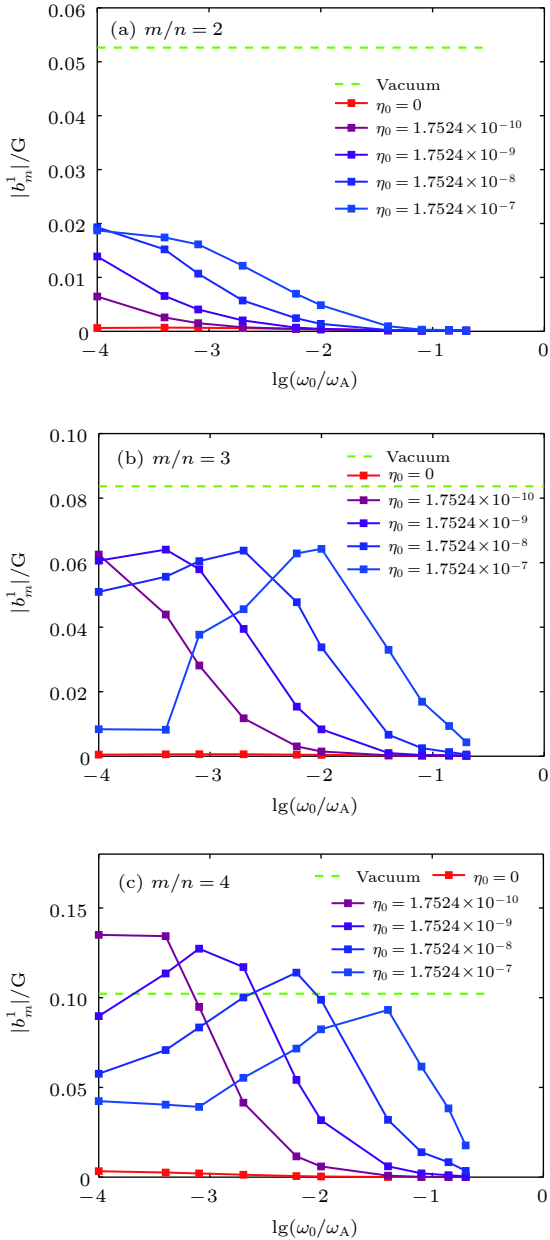 (a) m/n=2
0.06
0.05
0.04
0.03
0.02
0.01
0
|b¹ₘ|/G
Vacuum
η₀=0
η₀=1.7524×10⁻¹⁰
η₀=1.7524×10⁻⁹
η₀=1.7524×10⁻⁸
η₀=1.7524×10⁻⁷
−4 −3 −2 −1 0
lg(ω₀/ω_A)
(b) m/n=3
0.10
0.08
0.06
0.04
0.02
0
|b¹ₘ|/G
Vacuum
η₀=0
η₀=1.7524×10⁻¹⁰
η₀=1.7524×10⁻⁹
η₀=1.7524×10⁻⁸
η₀=1.7524×10⁻⁷
−4 −3 −2 −1 0
lg(ω₀/ω_A)
(c) m/n=4
0.15
0.10
0.05
0
|b¹ₘ|/G
Vacuum η₀=0
η₀=1.7524×10⁻¹⁰
η₀=1.7524×10⁻⁹
η₀=1.7524×10⁻⁸
η₀=1.7524×10⁻⁷
−4 −3 −2 −1 0
lg(ω₀/ω_A)